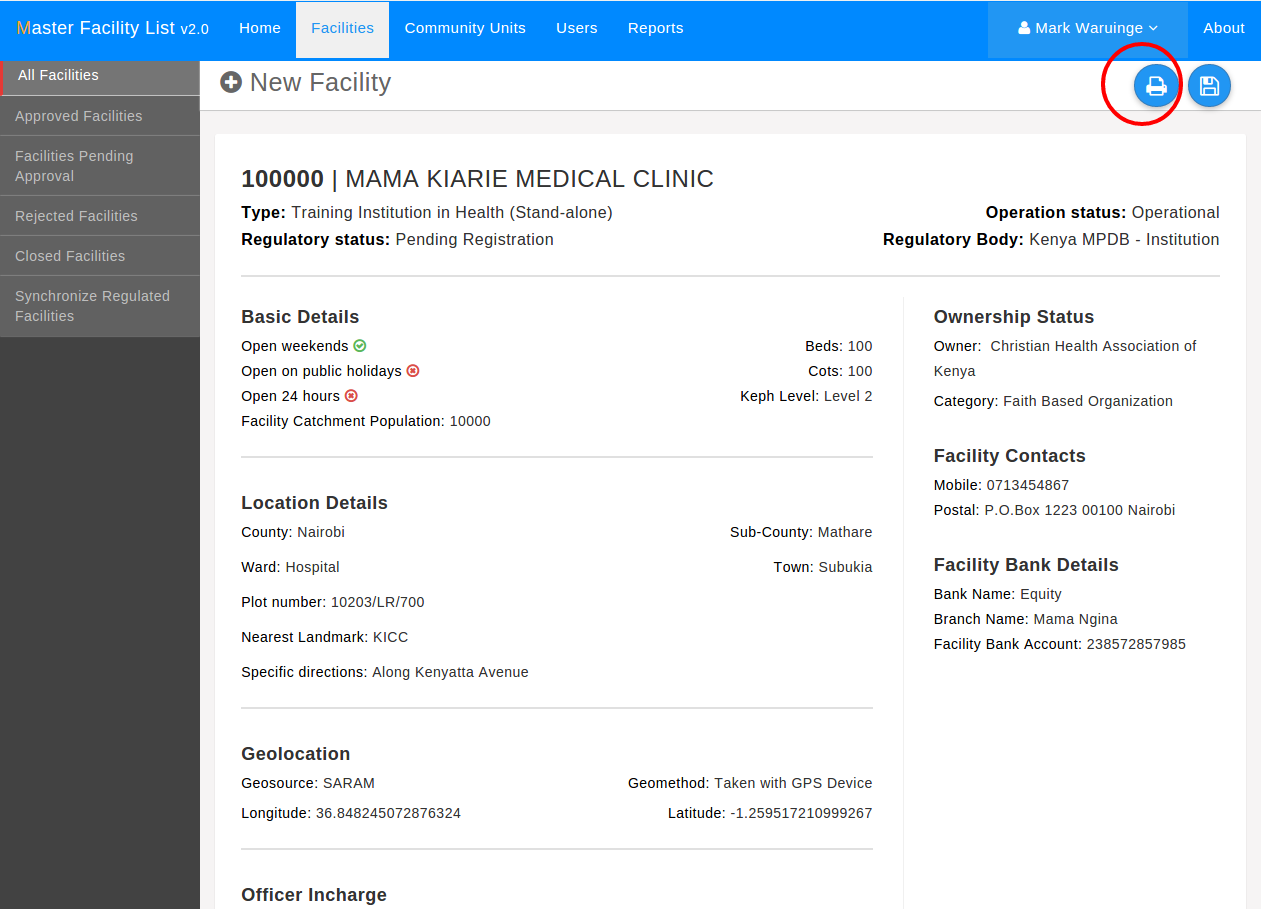 Master Facility List v2.0 Home Facilities Community Units Users Reports Mark Waruinge About
All Facilities
Approved Facilities
Facilities Pending
Approval
Rejected Facilities
Closed Facilities
Synchronize Regulated
Facilities
New Facility
100000 | MAMA KIARIE MEDICAL CLINIC
Type: Training Institution in Health (Stand-alone) Operation status: Operational
Regulatory status: Pending Registration Regulatory Body: Kenya MPDB - Institution
Basic Details
Open weekends Beds: 100
Open on public holidays Cots: 100
Open 24 hours Keph Level: Level 2
Facility Catchment Population: 10000
Location Details
County: Nairobi Sub-County: Mathare
Ward: Hospital Town: Subukia
Plot number: 10203/LR/700
Nearest Landmark: KICC
Specific directions: Along Kenyatta Avenue
Geolocation
Geosource: SARAM Geomethod: Taken with GPS Device
Longitude: 36.848245072876324 Latitude: -1.259517210999267
Officer Incharge
Ownership Status
Owner: Christian Health Association of
Kenya
Category: Faith Based Organization
Facility Contacts
Mobile: 0713454867
Postal: P.O.Box 1223 00100 Nairobi
Facility Bank Details
Bank Name: Equity
Branch Name: Mama Ngina
Facility Bank Account: 238572857985